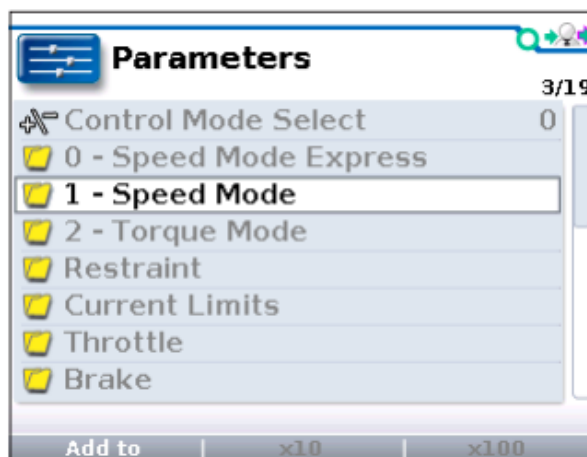 Parameters
3/19
Control Mode Select 0
0 - Speed Mode Express
1 - Speed Mode
2 - Torque Mode
Restraint
Current Limits
Throttle
Brake
Add to | x10 | x100